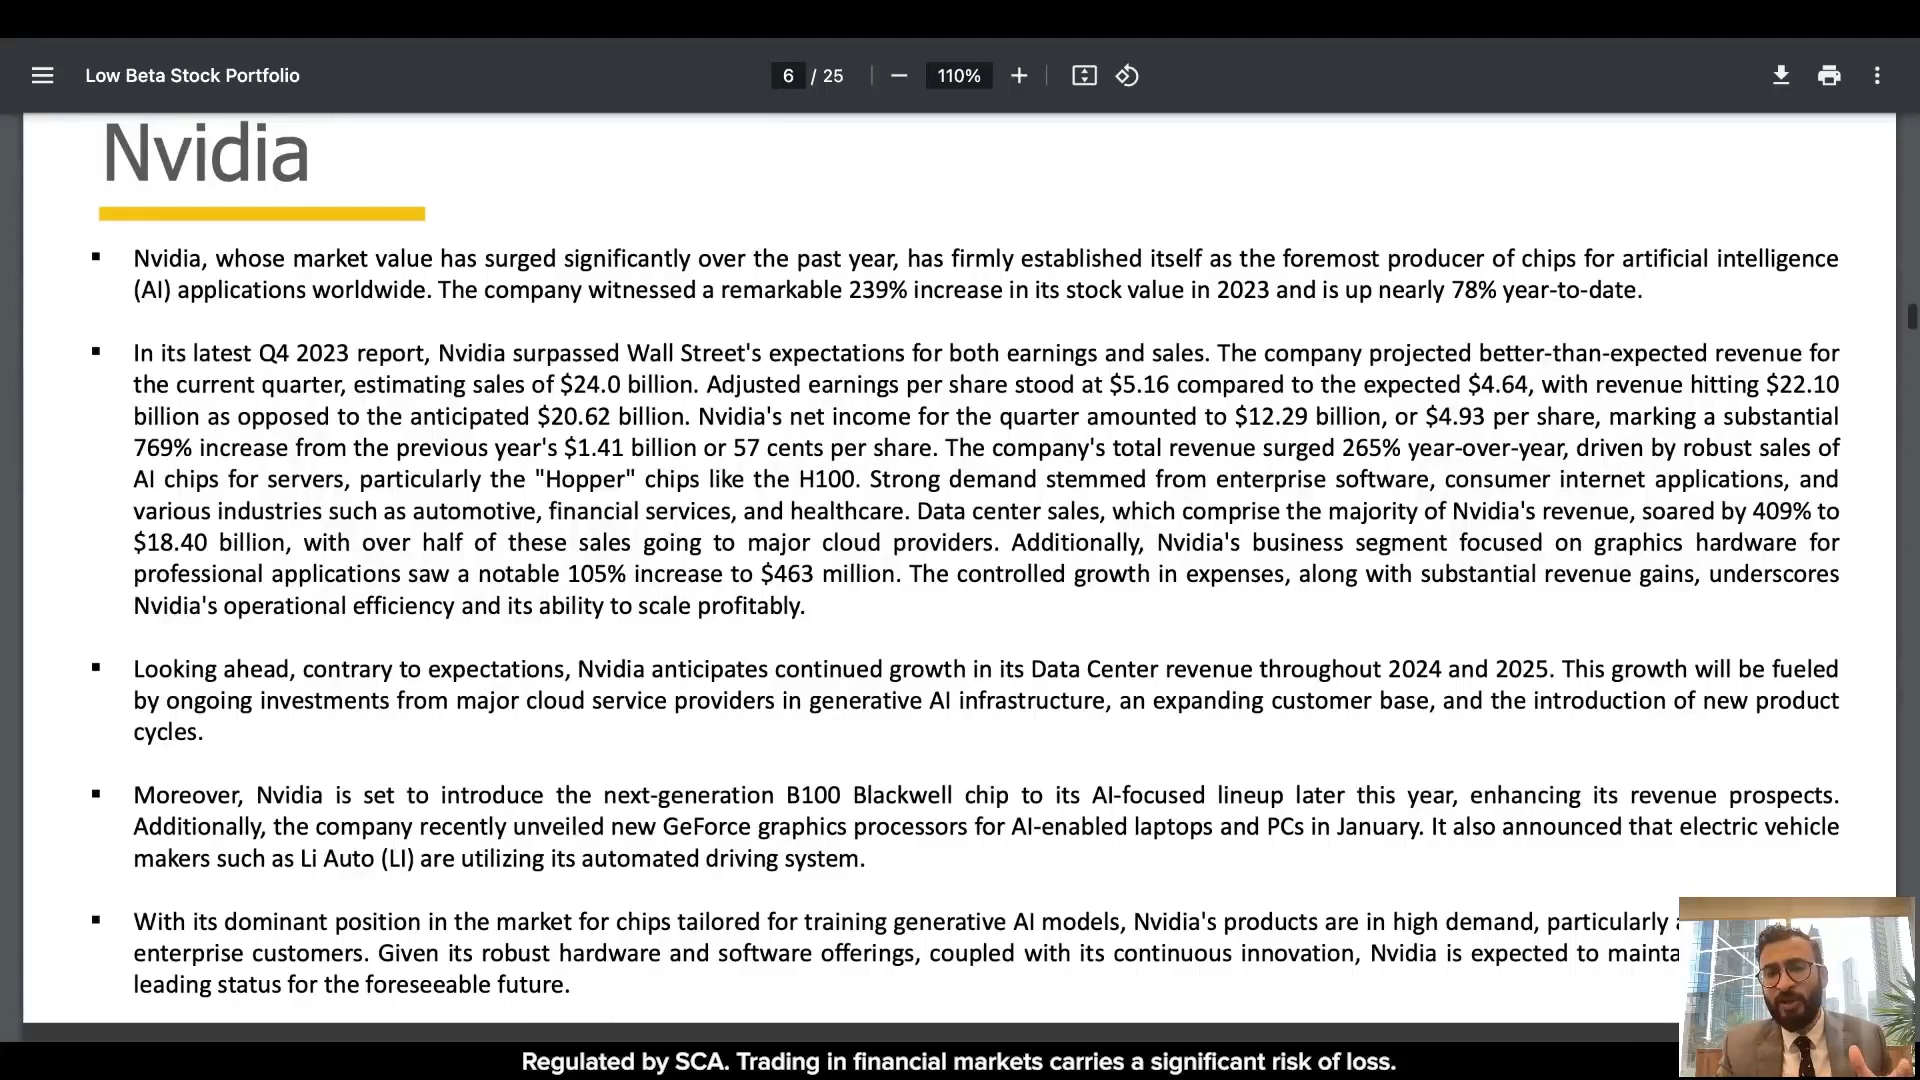 Low Beta Stock Portfolio
6 / 25
110%
Nvidia
▪ Nvidia, whose market value has surged significantly over the past year, has firmly established itself as the foremost producer of chips for artificial intelligence
(AI) applications worldwide. The company witnessed a remarkable 239% increase in its stock value in 2023 and is up nearly 78% year-to-date.
▪ In its latest Q4 2023 report, Nvidia surpassed Wall Street's expectations for both earnings and sales. The company projected better-than-expected revenue for
the current quarter, estimating sales of $24.0 billion. Adjusted earnings per share stood at $5.16 compared to the expected $4.64, with revenue hitting $22.10
billion as opposed to the anticipated $20.62 billion. Nvidia's net income for the quarter amounted to $12.29 billion, or $4.93 per share, marking a substantial
769% increase from the previous year's $1.41 billion or 57 cents per share. The company's total revenue surged 265% year-over-year, driven by robust sales of
AI chips for servers, particularly the "Hopper" chips like the H100. Strong demand stemmed from enterprise software, consumer internet applications, and
various industries such as automotive, financial services, and healthcare. Data center sales, which comprise the majority of Nvidia's revenue, soared by 409% to
$18.40 billion, with over half of these sales going to major cloud providers. Additionally, Nvidia's business segment focused on graphics hardware for
professional applications saw a notable 105% increase to $463 million. The controlled growth in expenses, along with substantial revenue gains, underscores
Nvidia's operational efficiency and its ability to scale profitably.
▪ Looking ahead, contrary to expectations, Nvidia anticipates continued growth in its Data Center revenue throughout 2024 and 2025. This growth will be fueled
by ongoing investments from major cloud service providers in generative AI infrastructure, an expanding customer base, and the introduction of new product
cycles.
▪ Moreover, Nvidia is set to introduce the next-generation B100 Blackwell chip to its AI-focused lineup later this year, enhancing its revenue prospects.
Additionally, the company recently unveiled new GeForce graphics processors for AI-enabled laptops and PCs in January. It also announced that electric vehicle
makers such as Li Auto (LI) are utilizing its automated driving system.
▪ With its dominant position in the market for chips tailored for training generative AI models, Nvidia's products are in high demand, particularly
enterprise customers. Given its robust hardware and software offerings, coupled with its continuous innovation, Nvidia is expected to
leading status for the foreseeable future.
Regulated by SCA. Trading in financial markets carries a significant risk of loss.